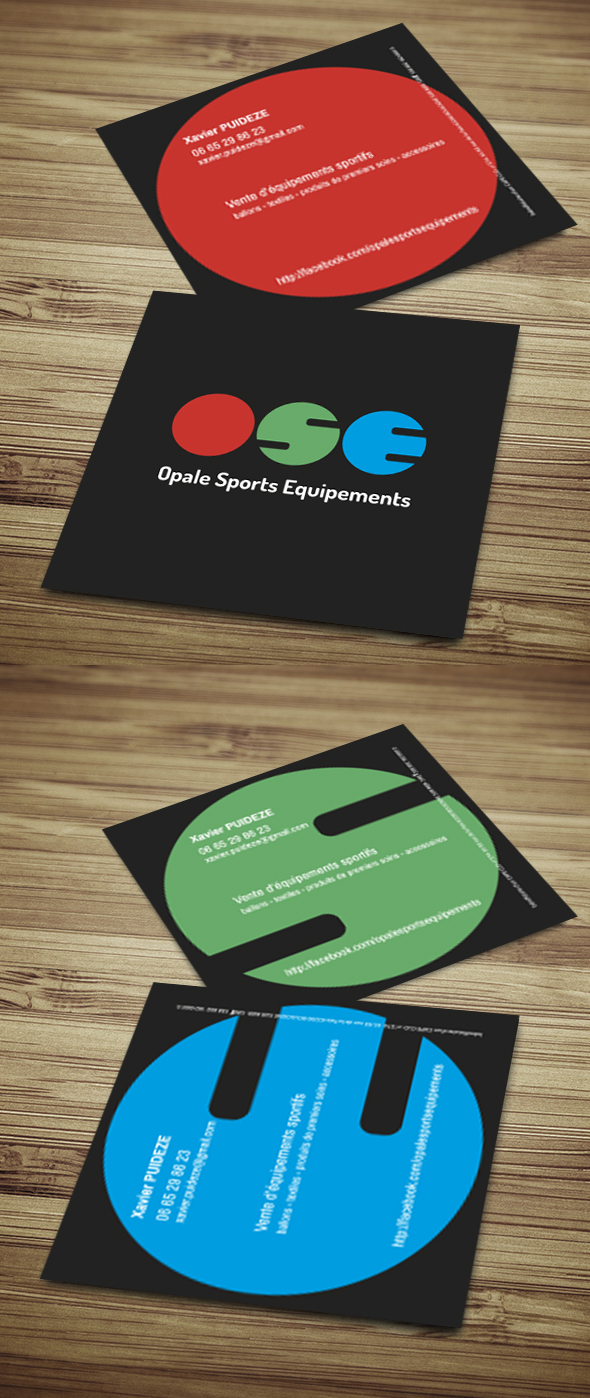 Xavier PUIDEZE
06 65 29 86 23
xavier.puideze@gmail.com
Vente d'équipements sportifs
ballons - textiles - produits de premiers soins - accessoires
http://facebook.com/opalesportsequipements
OSE
Opale Sports Equipements
Xavier PUIDEZE
06 65 29 86 23
xavier.puideze@gmail.com
Vente d'équipements sportifs
ballons - textiles - produits de premiers soins - accessoires
http://facebook.com/opalesportsequipements
Xavier PUIDEZE
06 65 29 86 23
xavier.puideze@gmail.com
Vente d'équipements sportifs
ballons - textiles - produits de premiers soins - accessoires
http://facebook.com/opalesportsequipements